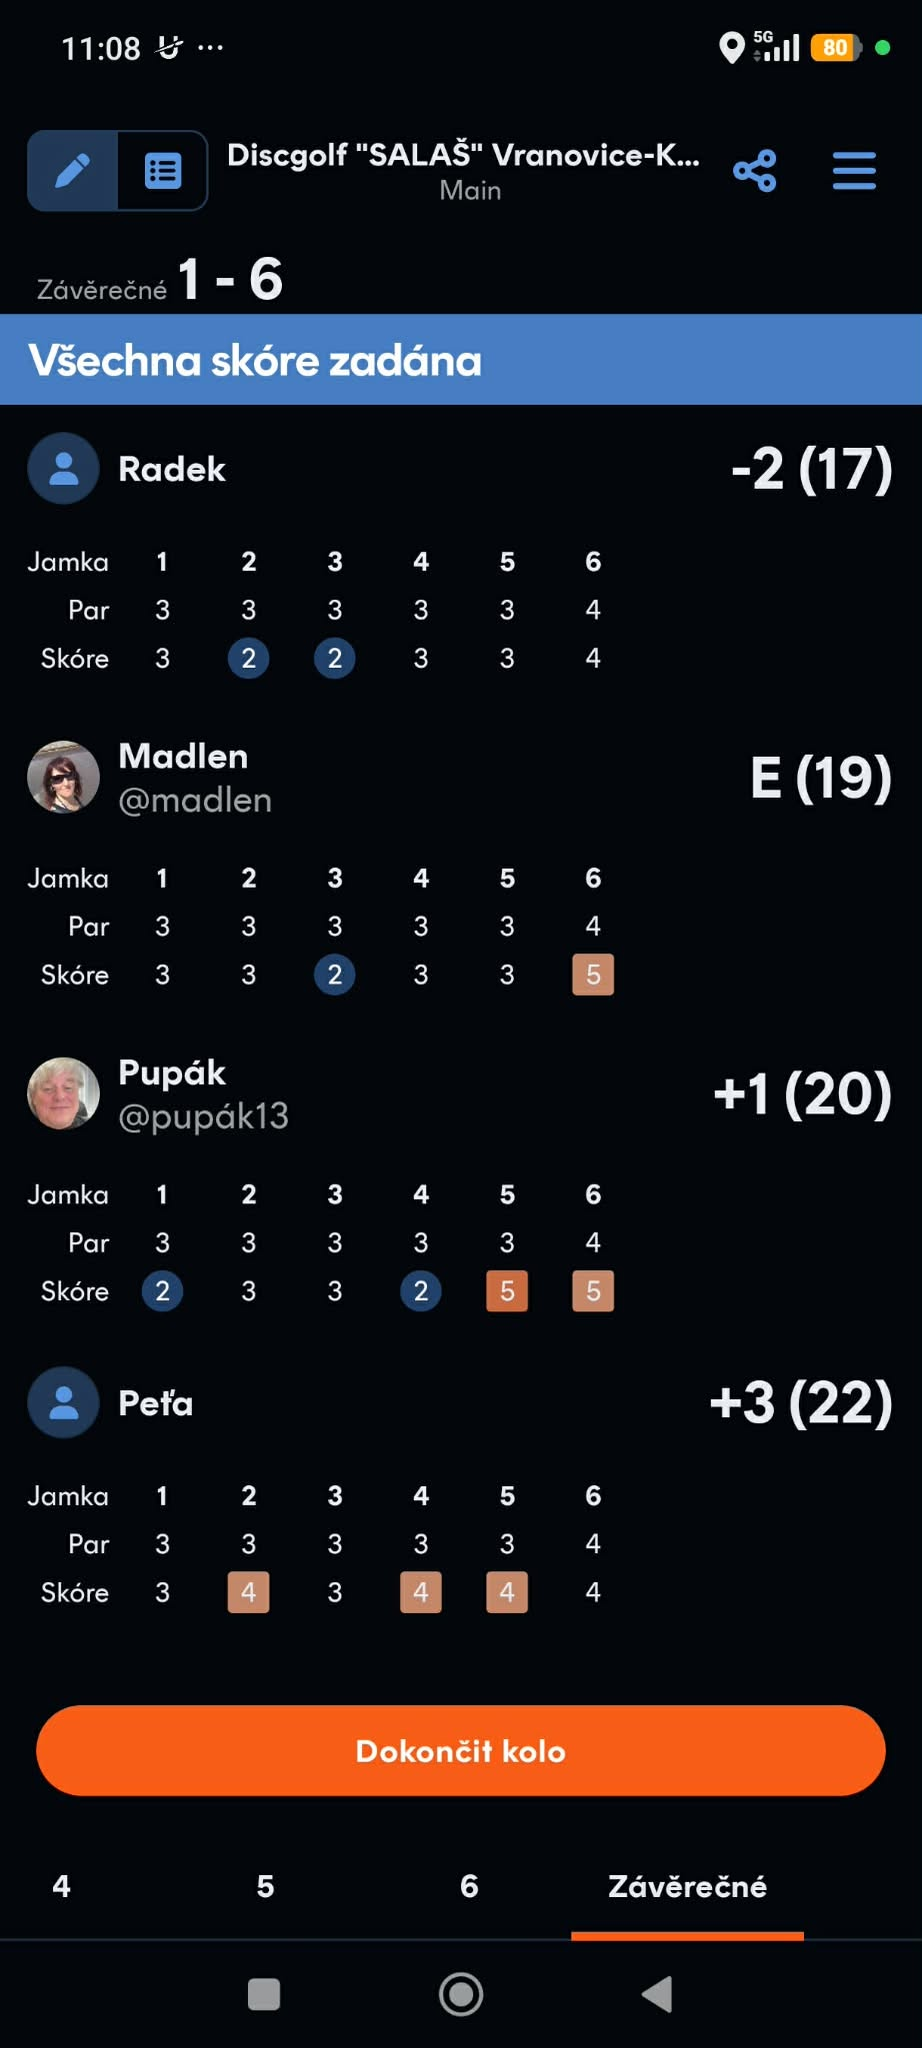 11:08 ... 5G 80
Discgolf "SALAŠ" Vranovice-K...
Main
Závěrečné 1 - 6
Všechna skóre zadána
Radek -2 (17)
Jamka 1 2 3 4 5 6
Par 3 3 3 3 3 4
Skóre 3 2 2 3 3 4
Madlen E (19)
@madlen
Jamka 1 2 3 4 5 6
Par 3 3 3 3 3 4
Skóre 3 3 2 3 3 5
Pupák +1 (20)
@pupák13
Jamka 1 2 3 4 5 6
Par 3 3 3 3 3 4
Skóre 2 3 3 2 5 5
Peťa +3 (22)
Jamka 1 2 3 4 5 6
Par 3 3 3 3 3 4
Skóre 3 4 3 4 4 4
Dokončit kolo
4 5 6 Závěrečné